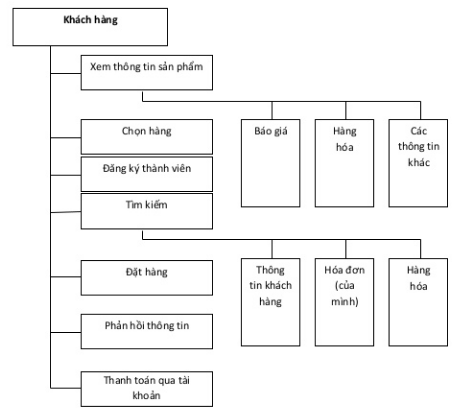 Khách hàng
Xem thông tin sản phẩm
Chọn hàng
Báo giá
Hàng
hóa
Các
thông tin
khác
Đăng ký thành viên
Tìm kiếm
Đặt hàng
Thông
tin khách
hàng
Hóa đơn
(của
mình)
Hàng
hóa
Phản hồi thông tin
Thanh toán qua tài
khoản